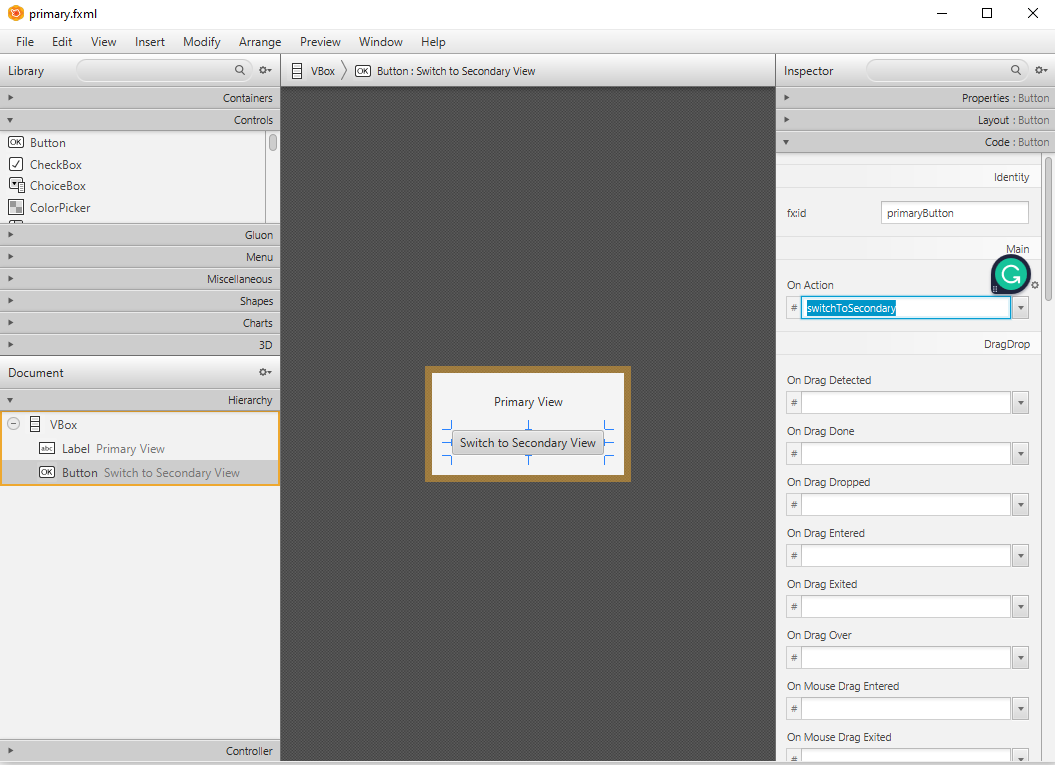 primary.fxml
File Edit View Insert Modify Arrange Preview Window Help
Library
Containers
Controls
OK Button
CheckBox
ChoiceBox
ColorPicker
Gluon
Menu
Miscellaneous
Shapes
Charts
3D
Document
Hierarchy
VBox
abc Label Primary View
OK Button Switch to Secondary View
Controller
VBox OK Button : Switch to Secondary View
Primary View
Switch to Secondary View
Inspector
Properties : Button
Layout : Button
Code : Button
Identity
fx:id primaryButton
Main
On Action
# switchToSecondary
DragDrop
On Drag Detected
#
On Drag Done
#
On Drag Dropped
#
On Drag Entered
#
On Drag Exited
#
On Drag Over
#
On Mouse Drag Entered
#
On Mouse Drag Exited
#